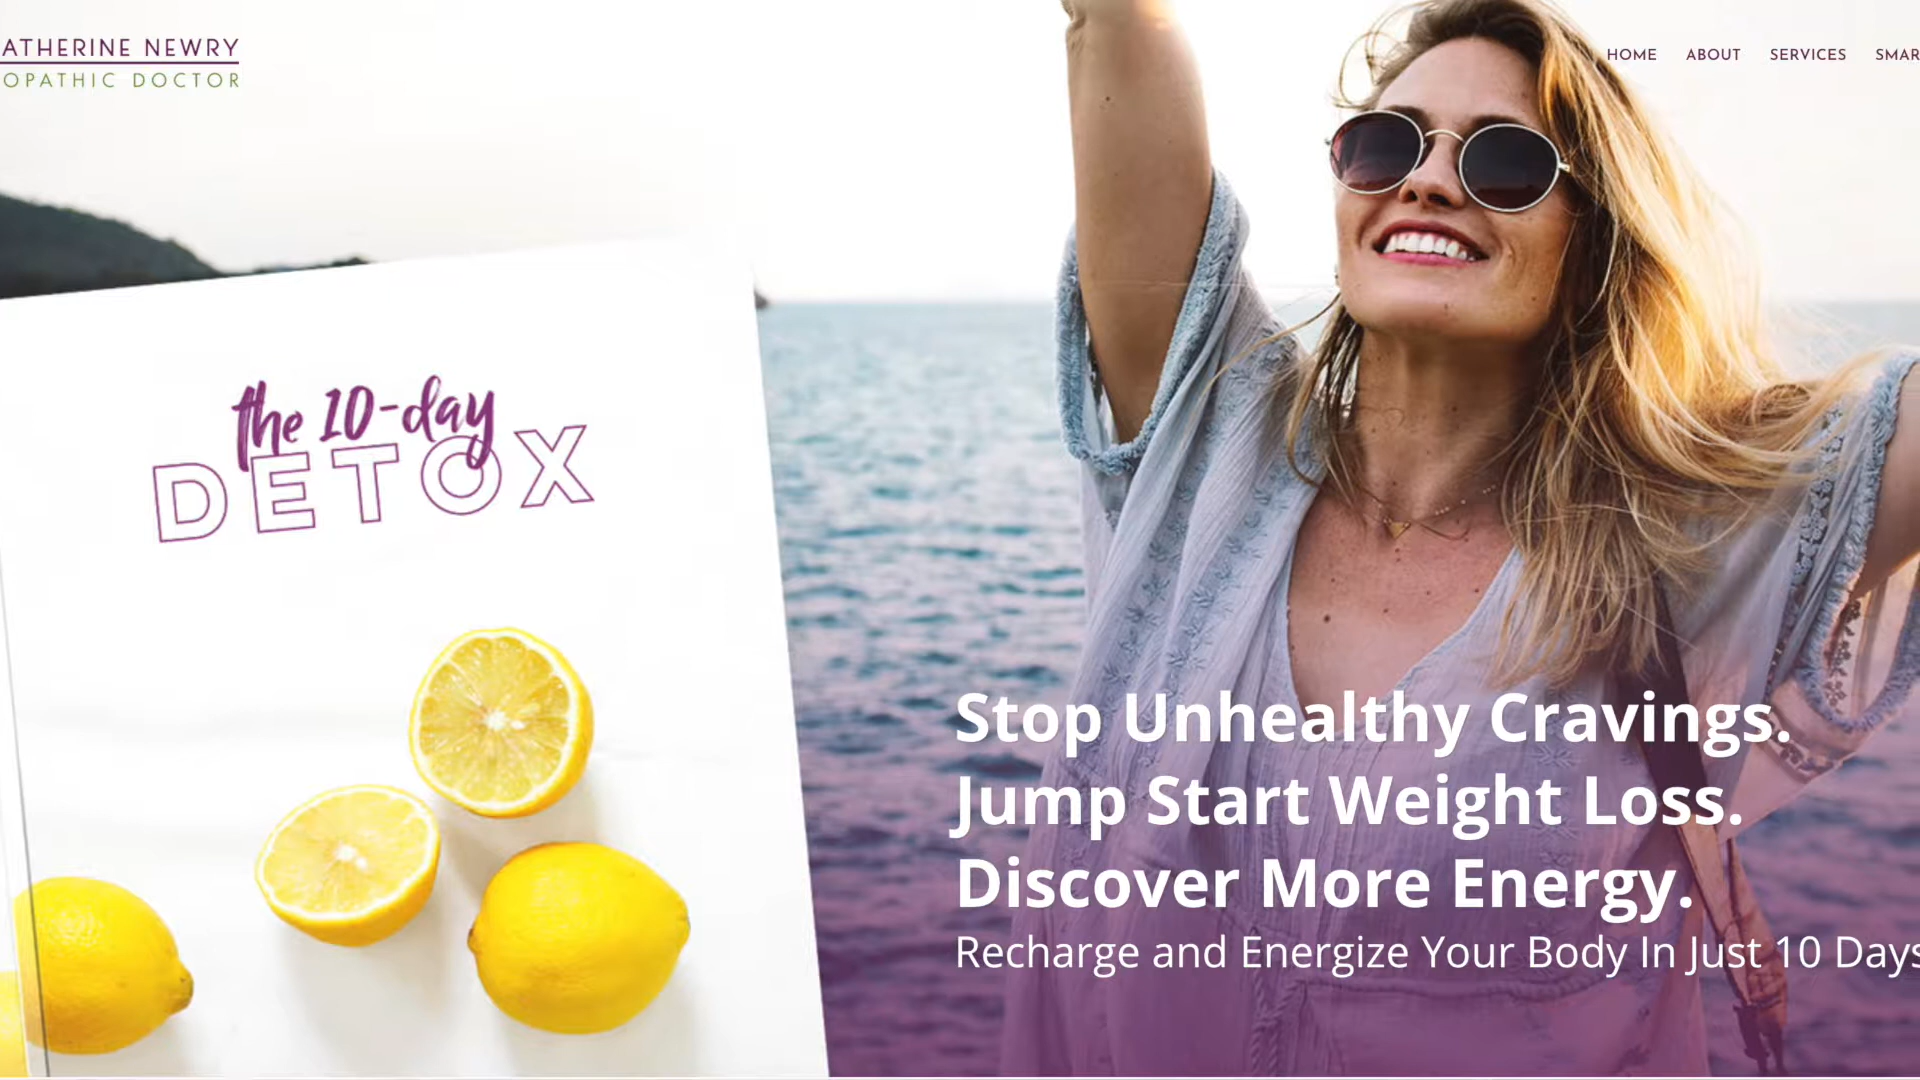 ATHERINE NEWRY
OPATHIC DOCTOR
HOME ABOUT SERVICES SMAR
the 10-day
DETOX
Stop Unhealthy Cravings.
Jump Start Weight Loss.
Discover More Energy.
Recharge and Energize Your Body In Just 10 Days